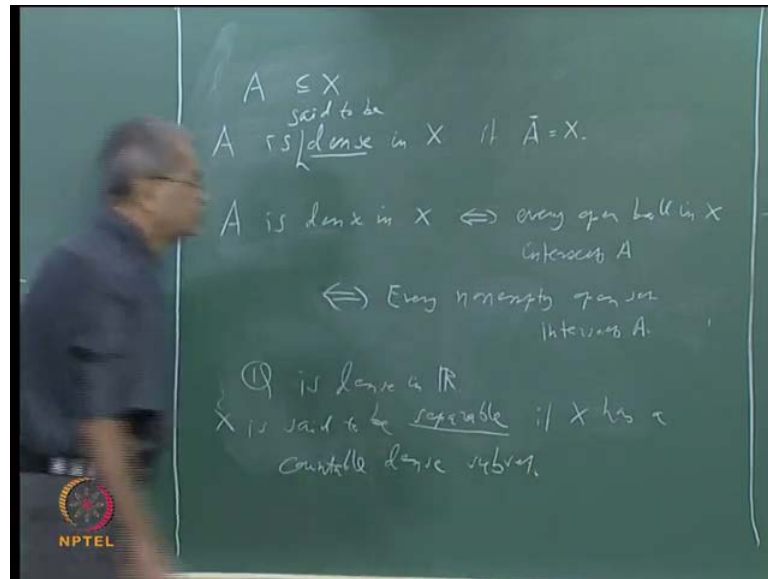 A ⊆ X
said to be
A is dense in X if Ā = X.
A is dense in X ⇔ every open ball in X
intersects A
⇔ Every nonempty open set
intersects A.
ℚ is dense in ℝ.
X is said to be separable if X has a
countable dense subset.
NPTEL